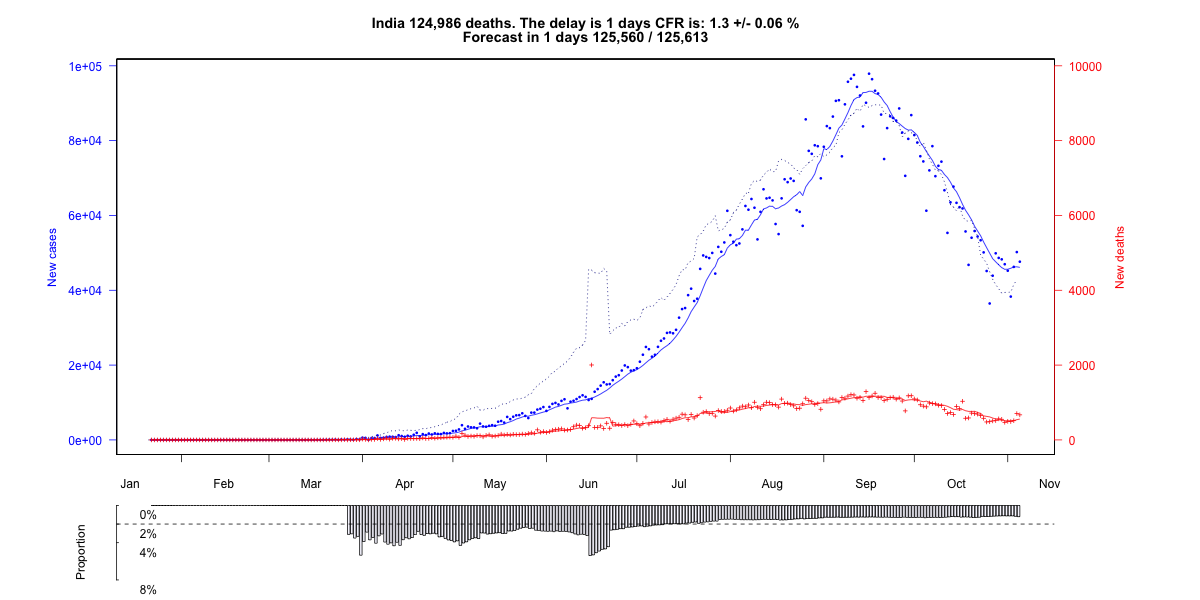 India 124,986 deaths. The delay is 1 days CFR is: 1.3 +/- 0.06 %
Forecast in 1 days 125,560 / 125,613
1e+05
8e+04
6e+04
4e+04
2e+04
0e+00
New cases
10000
8000
6000
4000
2000
0
New deaths
Jan Feb Mar Apr May Jun Jul Aug Sep Oct Nov
0%
2%
4%
8%
Proportion